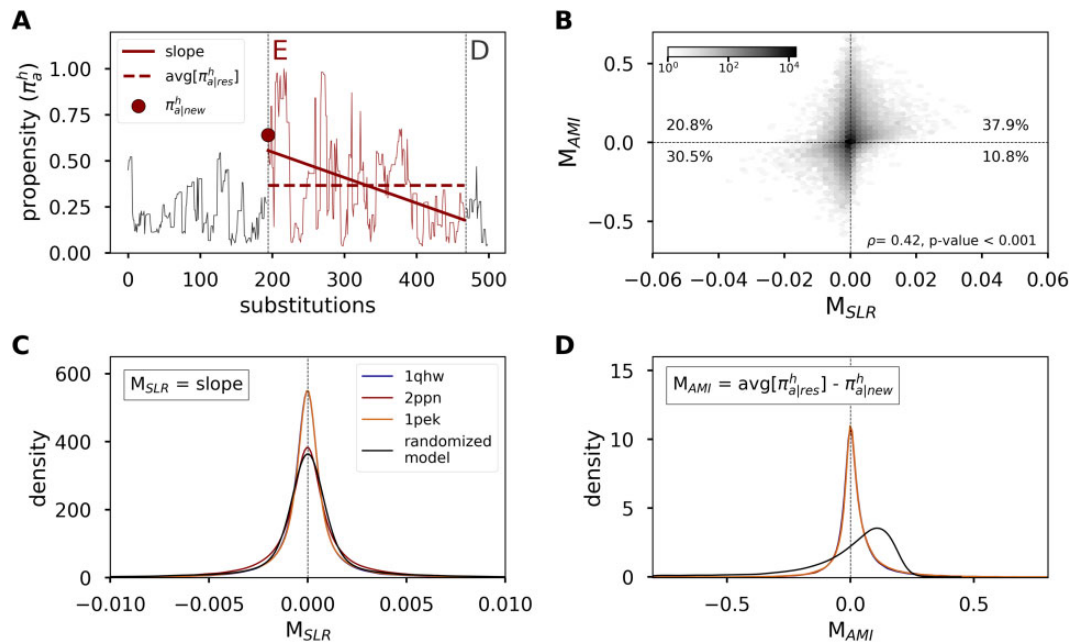 A
slope
avg[π^h_{a|res}]
π^h_{a|new}
E
D
propensity (π^h_a)
1.00
0.75
0.50
0.25
0.00
0 100 200 300 400 500
substitutions
B
10^0 10^2 10^4
20.8% 37.9%
30.5% 10.8%
M_AMI
0.5
0.0
−0.5
ρ= 0.42, p-value < 0.001
−0.06 −0.04 −0.02 0.00 0.02 0.04 0.06
M_SLR
C
M_SLR = slope
1qhw
2ppn
1pek
randomized
model
density
600
400
200
0
−0.010 −0.005 0.000 0.005 0.010
M_SLR
D
M_AMI = avg[π^h_{a|res}] - π^h_{a|new}
density
15
10
5
0
−0.5 0.0 0.5
M_AMI